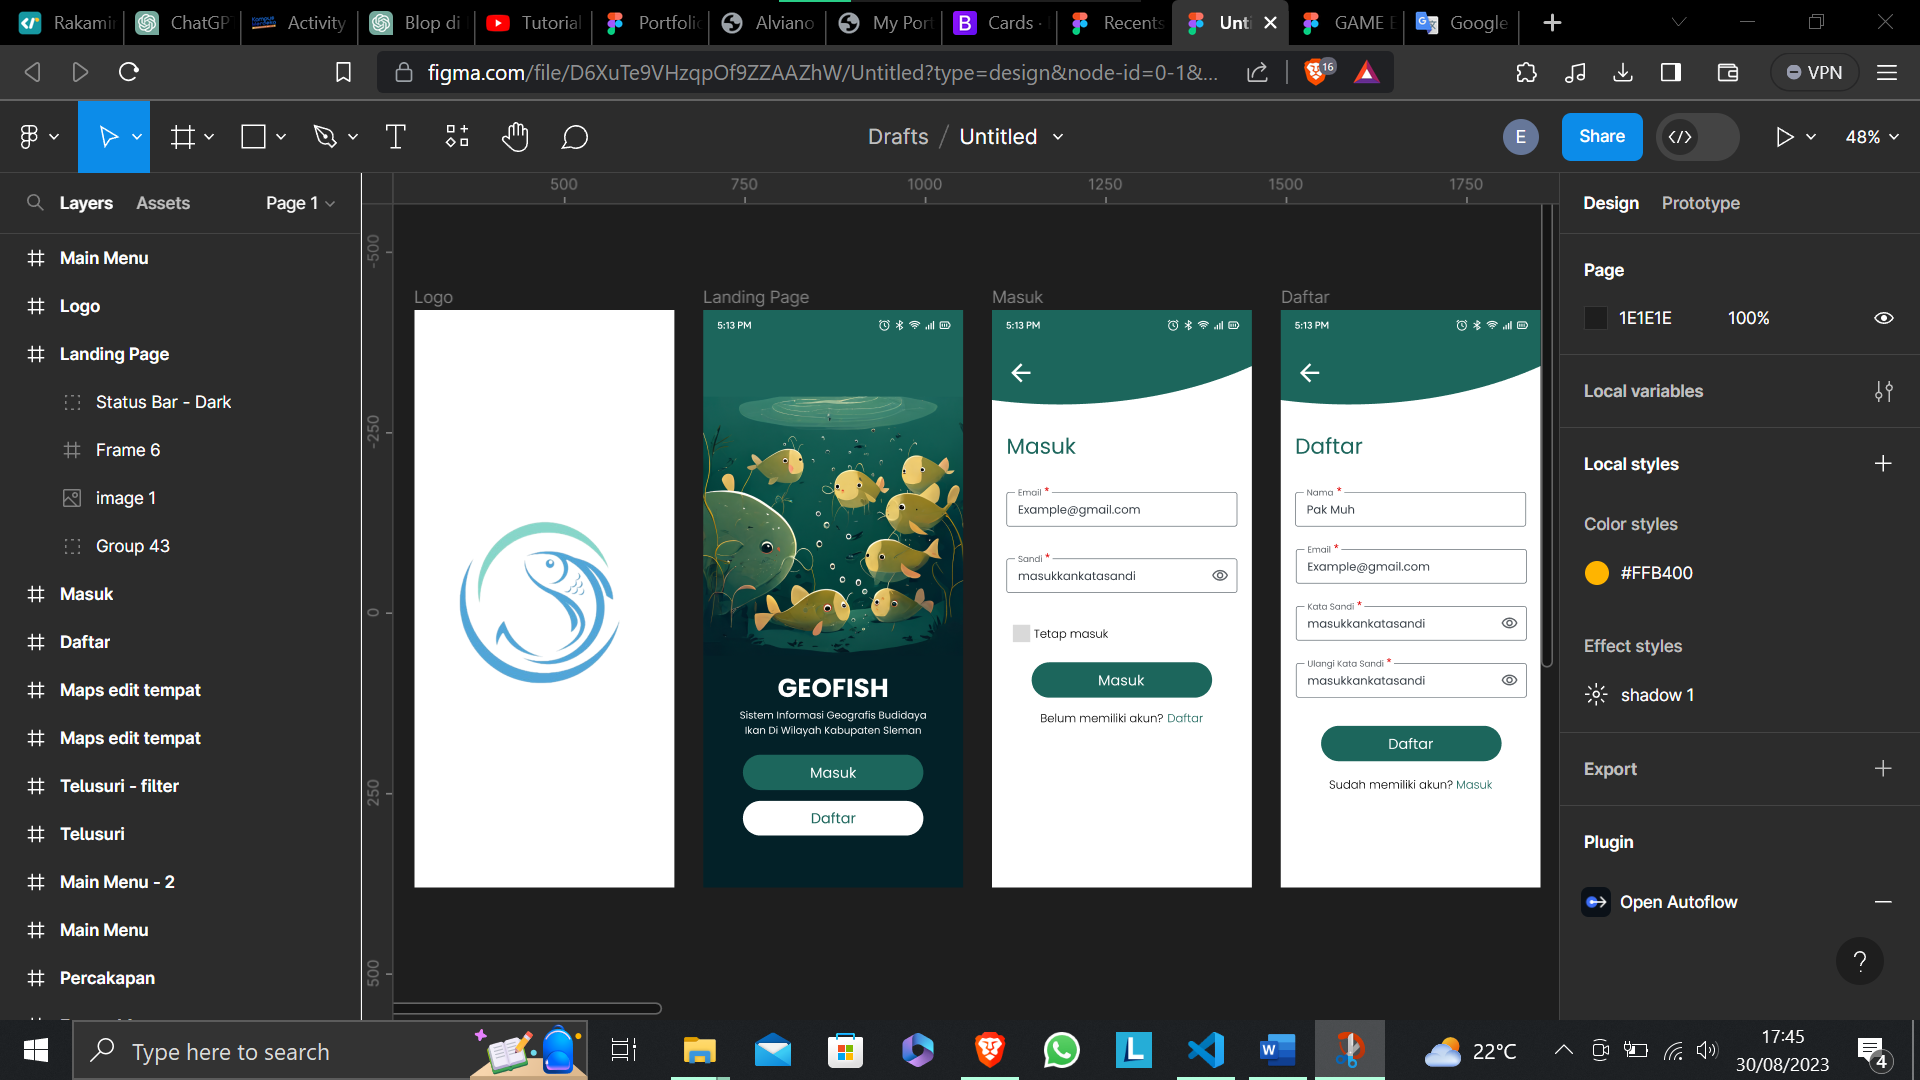 Rakamin
ChatGPT
Activity
Blop di
Tutorial
Portfolio
Alviano
My Port
Cards -
Recents
Unti
GAME E
Google
figma.com/file/D6XuTe9VHzqpOf9ZZAAZhW/Untitled?type=design&node-id=0-1&...
16
VPN
Drafts / Untitled
E
Share
48%
Layers
Assets
Page 1
Main Menu
Logo
Landing Page
Status Bar - Dark
Frame 6
image 1
Group 43
Masuk
Daftar
Maps edit tempat
Maps edit tempat
Telusuri - filter
Telusuri
Main Menu - 2
Main Menu
Percakapan
500
750
1000
1250
1500
1750
-500
-250
0
250
500
Logo
Landing Page
5:13 PM
GEOFISH
Sistem Informasi Geografis Budidaya
Ikan Di Wilayah Kabupaten Sleman
Masuk
Daftar
Masuk
5:13 PM
Masuk
Email *
Example@gmail.com
Sandi *
masukkankatasandi
Tetap masuk
Masuk
Belum memiliki akun? Daftar
Daftar
5:13 PM
Daftar
Nama *
Pak Muh
Email *
Example@gmail.com
Kata Sandi *
masukkankatasandi
Ulangi Kata Sandi *
masukkankatasandi
Daftar
Sudah memiliki akun? Masuk
Design
Prototype
Page
1E1E1E
100%
Local variables
Local styles
Color styles
#FFB400
Effect styles
shadow 1
Export
Plugin
Open Autoflow
?
Type here to search
22°C
17:45
30/08/2023
4